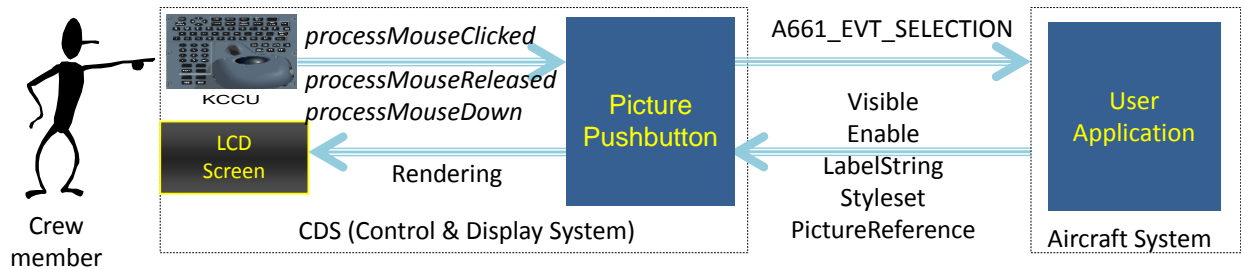 processMouseClicked
A661_EVT_SELECTION
KCCU
processMouseReleased
processMouseDown
LCD
Screen
Rendering
Picture
Pushbutton
Visible
Enable
LabelString
Styleset
PictureReference
User
Application
Crew
member
CDS (Control & Display System)
Aircraft System